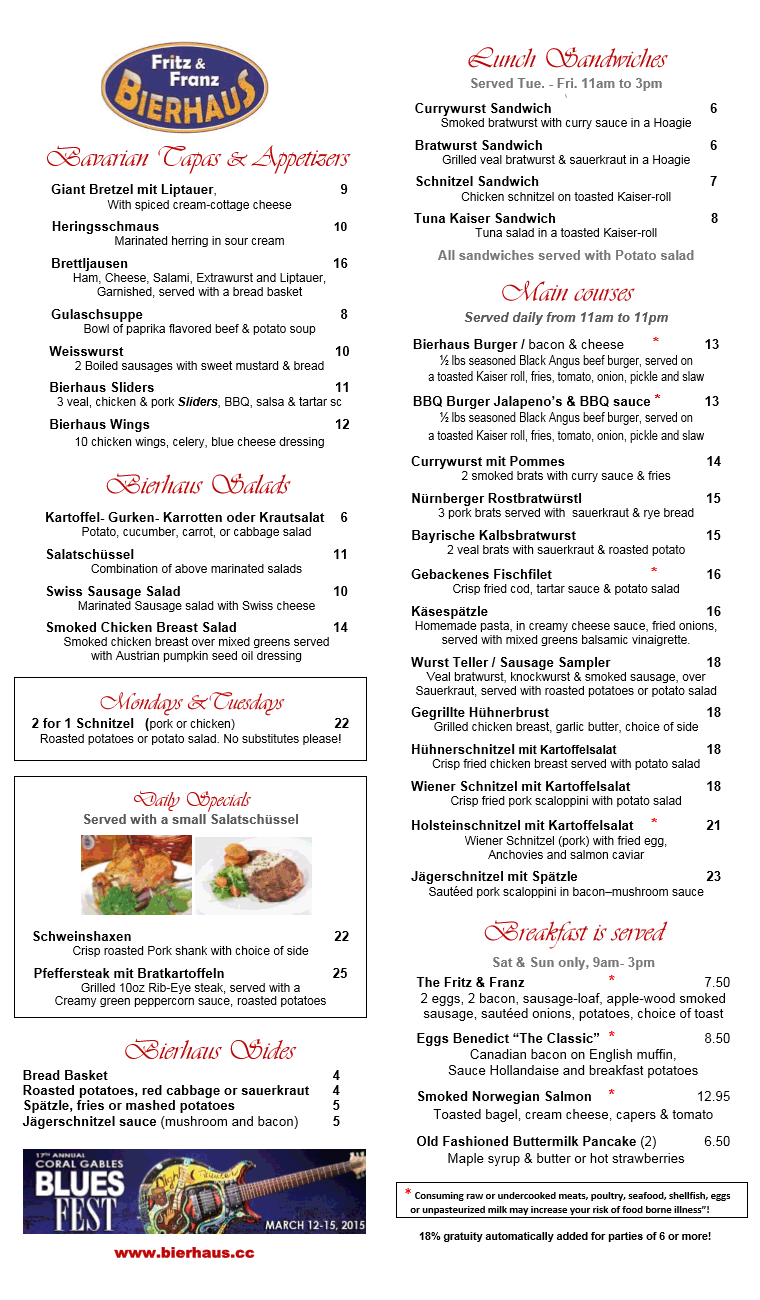 Fritz &
Franz
BIERHAUS
Bavarian Tapas & Appetizers
Giant Bretzel mit Liptauer, 9
With spiced cream-cottage cheese
Heringsschmaus 10
Marinated herring in sour cream
Brettljausen 16
Ham, Cheese, Salami, Extrawurst and Liptauer,
Garnished, served with a bread basket
Gulaschsuppe 8
Bowl of paprika flavored beef & potato soup
Weisswurst 10
2 Boiled sausages with sweet mustard & bread
Bierhaus Sliders 11
3 veal, chicken & pork Sliders, BBQ, salsa & tartar sc
Bierhaus Wings 12
10 chicken wings, celery, blue cheese dressing
Bierhaus Salads
Kartoffel- Gurken- Karrotten oder Krautsalat 6
Potato, cucumber, carrot, or cabbage salad
Salatschüssel 11
Combination of above marinated salads
Swiss Sausage Salad 10
Marinated Sausage salad with Swiss cheese
Smoked Chicken Breast Salad 14
Smoked chicken breast over mixed greens served
with Austrian pumpkin seed oil dressing
Mondays & Tuesdays
2 for 1 Schnitzel (pork or chicken) 22
Roasted potatoes or potato salad. No substitutes please!
Daily Specials
Served with a small Salatschüssel
Schweinshaxen 22
Crisp roasted Pork shank with choice of side
Pfeffersteak mit Bratkartoffeln 25
Grilled 10oz Rib-Eye steak, served with a
Creamy green peppercorn sauce, roasted potatoes
Bierhaus Sides
Bread Basket 4
Roasted potatoes, red cabbage or sauerkraut 4
Spätzle, fries or mashed potatoes 5
Jägerschnitzel sauce (mushroom and bacon) 5
17TH ANNUAL
CORAL GABLES
BLUES
FEST
MARCH 12-15, 2015
www.bierhaus.cc
Lunch Sandwiches
Served Tue. - Fri. 11am to 3pm
\
Currywurst Sandwich 6
Smoked bratwurst with curry sauce in a Hoagie
Bratwurst Sandwich 6
Grilled veal bratwurst & sauerkraut in a Hoagie
Schnitzel Sandwich 7
Chicken schnitzel on toasted Kaiser-roll
Tuna Kaiser Sandwich 8
Tuna salad in a toasted Kaiser-roll
All sandwiches served with Potato salad
Main courses
Served daily from 11am to 11pm
Bierhaus Burger / bacon & cheese * 13
½ lbs seasoned Black Angus beef burger, served on
a toasted Kaiser roll, fries, tomato, onion, pickle and slaw
BBQ Burger Jalapeno's & BBQ sauce * 13
½ lbs seasoned Black Angus beef burger, served on
a toasted Kaiser roll, fries, tomato, onion, pickle and slaw
Currywurst mit Pommes 14
2 smoked brats with curry sauce & fries
Nürnberger Rostbratwürstl 15
3 pork brats served with sauerkraut & rye bread
Bayrische Kalbsbratwurst 15
2 veal brats with sauerkraut & roasted potato
Gebackenes Fischfilet * 16
Crisp fried cod, tartar sauce & potato salad
Käsespätzle 16
Homemade pasta, in creamy cheese sauce, fried onions,
served with mixed greens balsamic vinaigrette.
Wurst Teller / Sausage Sampler 18
Veal bratwurst, knockwurst & smoked sausage, over
Sauerkraut, served with roasted potatoes or potato salad
Gegrillte Hühnerbrust 18
Grilled chicken breast, garlic butter, choice of side
Hühnerschnitzel mit Kartoffelsalat 18
Crisp fried chicken breast served with potato salad
Wiener Schnitzel mit Kartoffelsalat 18
Crisp fried pork scaloppini with potato salad
Holsteinschnitzel mit Kartoffelsalat * 21
Wiener Schnitzel (pork) with fried egg,
Anchovies and salmon caviar
Jägerschnitzel mit Spätzle 23
Sautéed pork scaloppini in bacon–mushroom sauce
Breakfast is served
Sat & Sun only, 9am- 3pm
The Fritz & Franz * 7.50
2 eggs, 2 bacon, sausage-loaf, apple-wood smoked
sausage, sautéed onions, potatoes, choice of toast
Eggs Benedict “The Classic” * 8.50
Canadian bacon on English muffin,
Sauce Hollandaise and breakfast potatoes
Smoked Norwegian Salmon * 12.95
Toasted bagel, cream cheese, capers & tomato
Old Fashioned Buttermilk Pancake (2) 6.50
Maple syrup & butter or hot strawberries
* Consuming raw or undercooked meats, poultry, seafood, shellfish, eggs
or unpasteurized milk may increase your risk of food borne illness”!
18% gratuity automatically added for parties of 6 or more!